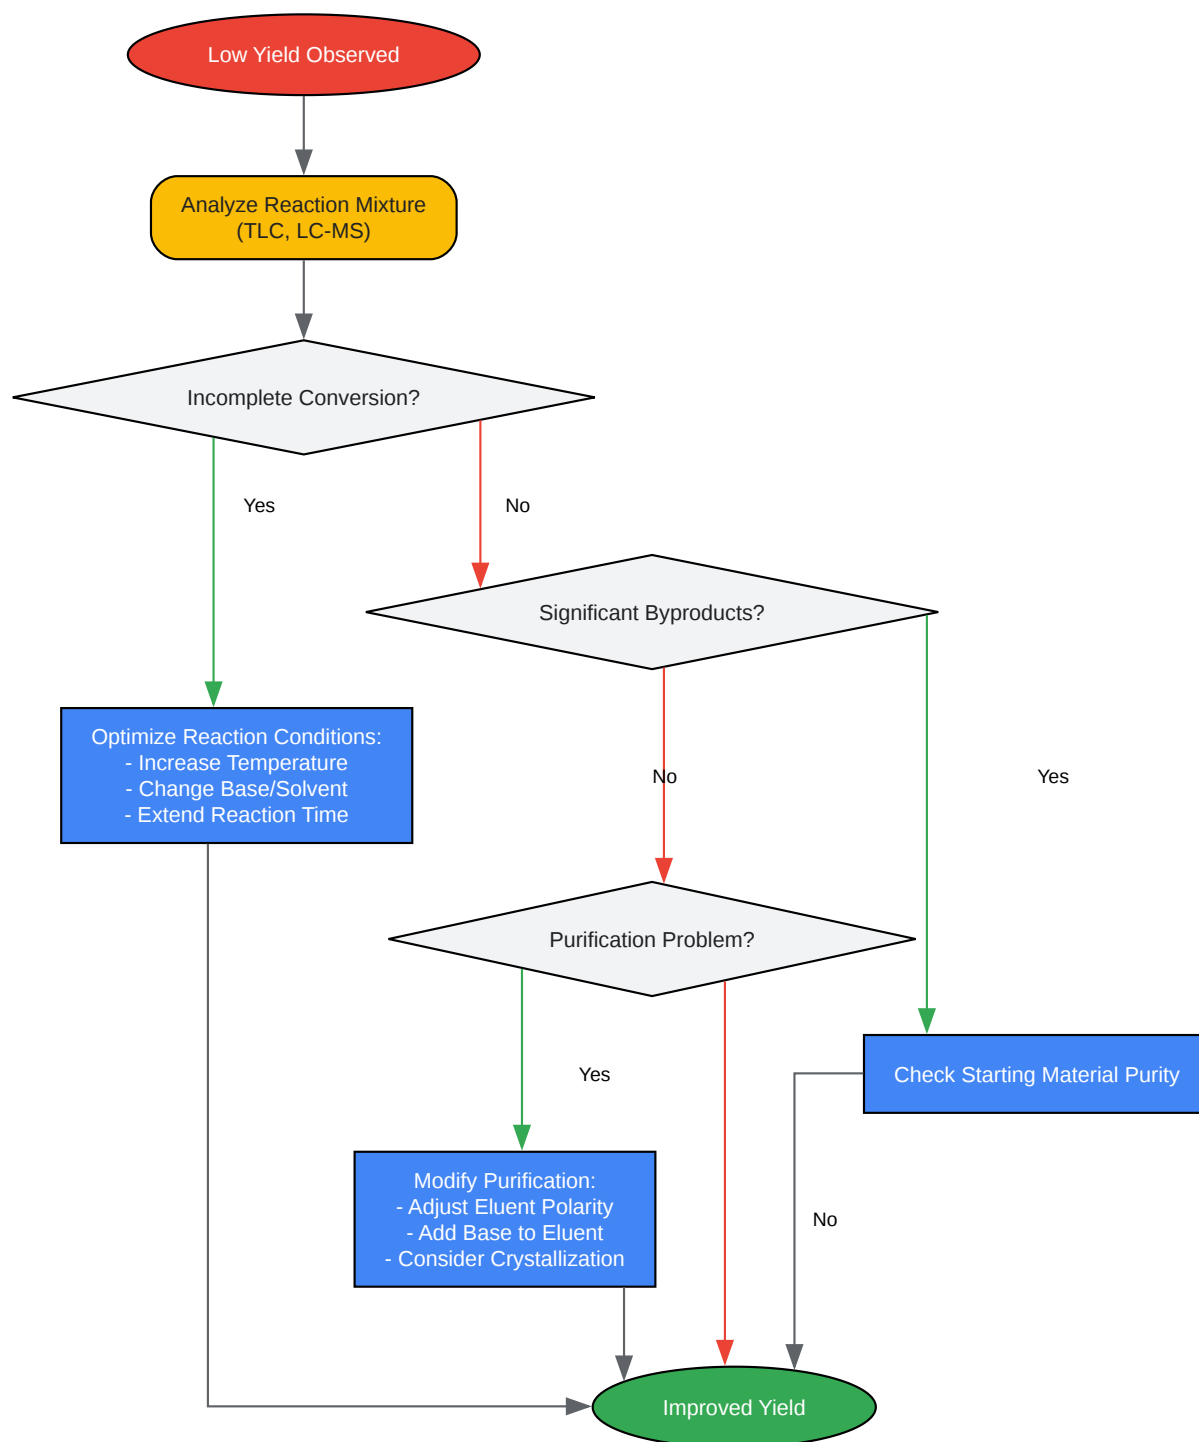 Low Yield Observed
Analyze Reaction Mixture
(TLC, LC-MS)
Incomplete Conversion?
Yes
No
Significant Byproducts?
Optimize Reaction Conditions:
- Increase Temperature
- Change Base/Solvent
- Extend Reaction Time
No
Yes
Purification Problem?
Yes
Check Starting Material Purity
Modify Purification:
- Adjust Eluent Polarity
- Add Base to Eluent
- Consider Crystallization
No
Improved Yield